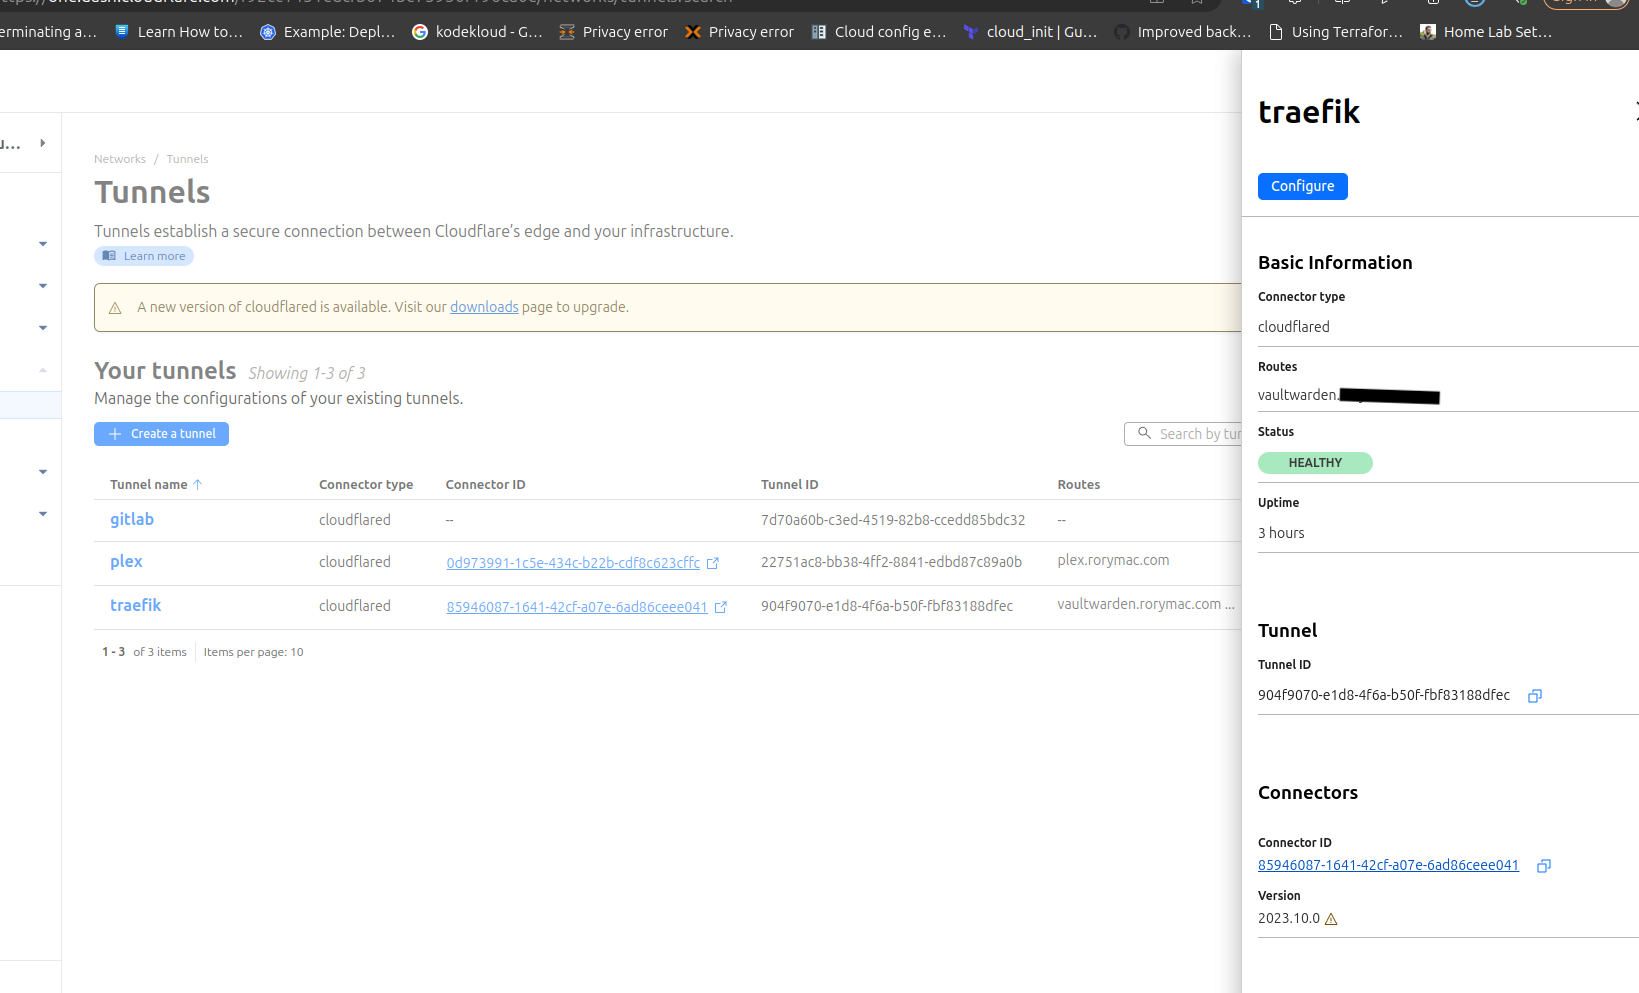 erminating a... Learn How to... Example: Depl... kodekloud - G... Privacy error Privacy error Cloud config e... cloud_init | Gu... Improved back... Using Terrafor... Home Lab Set...
traefik
Configure
Networks / Tunnels
Tunnels
Tunnels establish a secure connection between Cloudflare's edge and your infrastructure.
Learn more
A new version of cloudflared is available. Visit our downloads page to upgrade.
Your tunnels Showing 1-3 of 3
Manage the configurations of your existing tunnels.
+ Create a tunnel
Search by tun
Tunnel name ↑ Connector type Connector ID Tunnel ID Routes
gitlab cloudflared -- 7d70a60b-c3ed-4519-82b8-ccedd85bdc32 --
plex cloudflared 0d973991-1c5e-434c-b22b-cdf8c623cffc 22751ac8-bb38-4ff2-8841-edbd87c89a0b plex.rorymac.com
traefik cloudflared 85946087-1641-42cf-a07e-6ad86ceee041 904f9070-e1d8-4f6a-b50f-fbf83188dfec vaultwarden.rorymac.com ...
1 - 3 of 3 items Items per page: 10
Basic Information
Connector type
cloudflared
Routes
vaultwarden.
Status
HEALTHY
Uptime
3 hours
Tunnel
Tunnel ID
904f9070-e1d8-4f6a-b50f-fbf83188dfec
Connectors
Connector ID
85946087-1641-42cf-a07e-6ad86ceee041
Version
2023.10.0